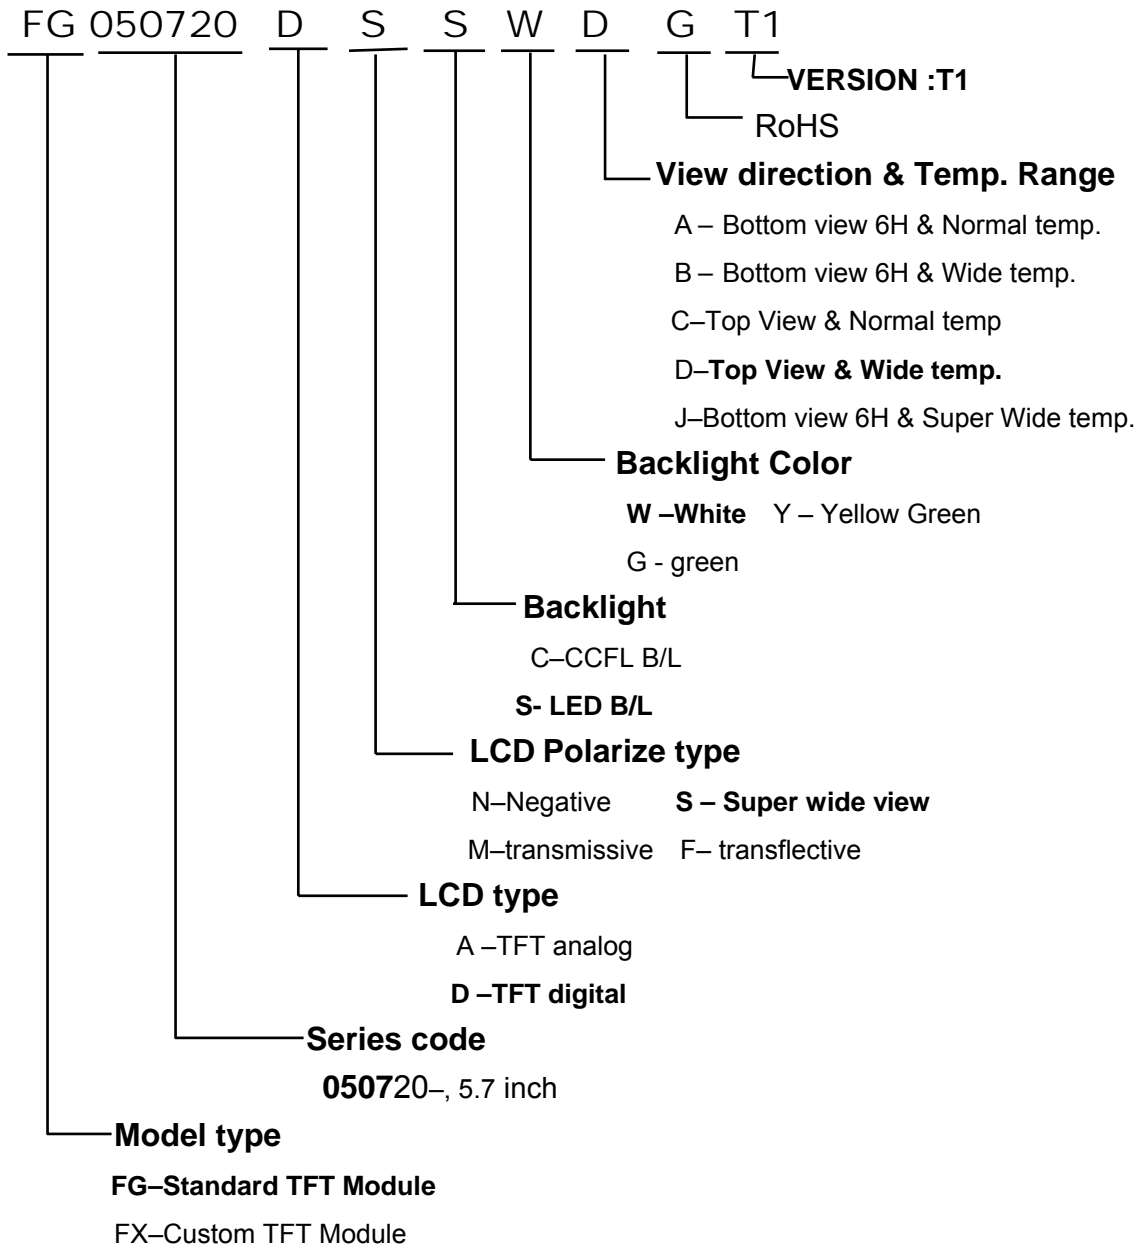 FG 050720 D S S W D G T1
VERSION :T1
RoHS
View direction & Temp. Range
A – Bottom view 6H & Normal temp.
B – Bottom view 6H & Wide temp.
C–Top View & Normal temp
D–Top View & Wide temp.
J–Bottom view 6H & Super Wide temp.
Backlight Color
W –White Y – Yellow Green
G - green
Backlight
C–CCFL B/L
S- LED B/L
LCD Polarize type
N–Negative S – Super wide view
M–transmissive F– transflective
LCD type
A –TFT analog
D –TFT digital
Series code
050720–, 5.7 inch
Model type
FG–Standard TFT Module
FX–Custom TFT Module